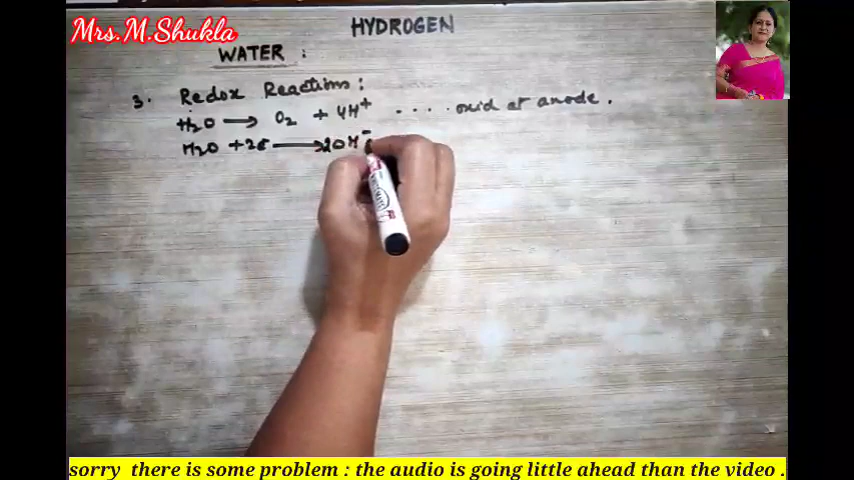 Mrs.M.Shukla
HYDROGEN
WATER :
3. Redox Reactions :
H₂O → O₂ + 4H⁺ .... oxid at anode.
H₂O + 2e → 2OH⁻
sorry there is some problem : the audio is going little ahead than the video .